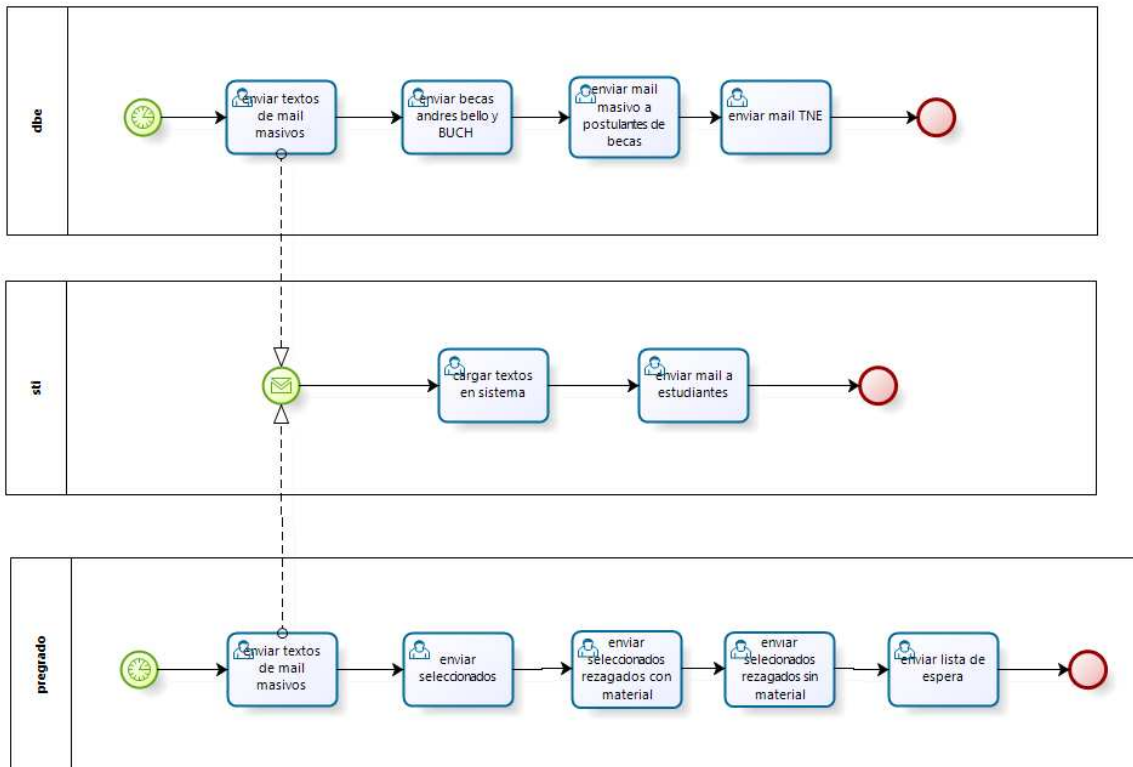 dbe
enviar textos
de mail
masivos
enviar becas
andres bello y
BUCH
enviar mail
masivo a
postulantes de
becas
enviar mail TNE
sti
cargar textos
en sistema
enviar mail a
estudiantes
pregrado
enviar textos
de mail
masivos
enviar
seleccionados
enviar
seleccionados
rezagados con
material
enviar
selecionados
rezagados sin
material
enviar lista de
espera